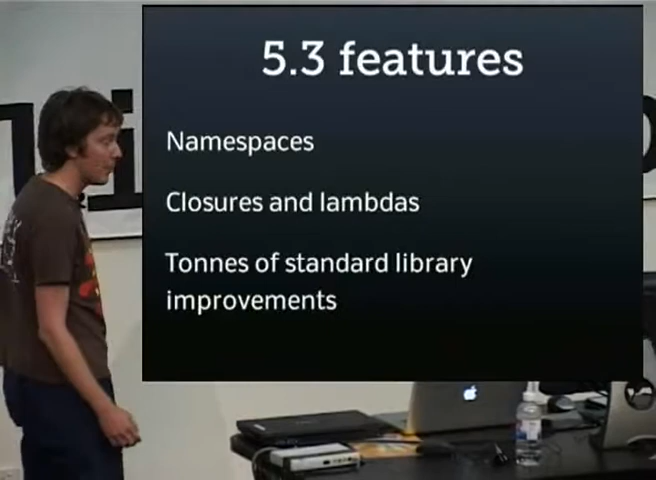 5.3 features
Namespaces
Closures and lambdas
Tonnes of standard library
improvements